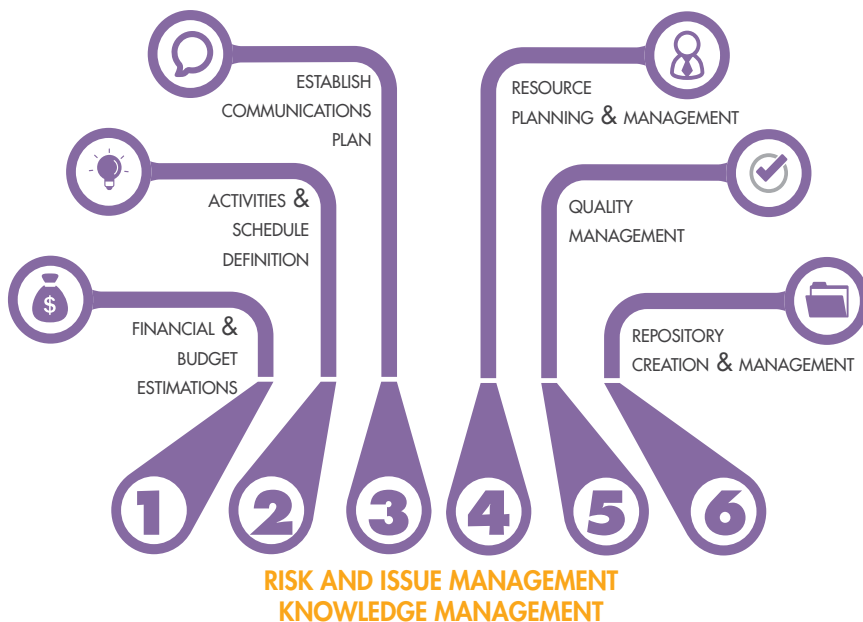 ESTABLISH
COMMUNICATIONS
PLAN
RESOURCE
PLANNING & MANAGEMENT
ACTIVITIES &
SCHEDULE
DEFINITION
QUALITY
MANAGEMENT
$
FINANCIAL &
BUDGET
ESTIMATIONS
REPOSITORY
CREATION & MANAGEMENT
1 2 3 4 5 6
RISK AND ISSUE MANAGEMENT
KNOWLEDGE MANAGEMENT